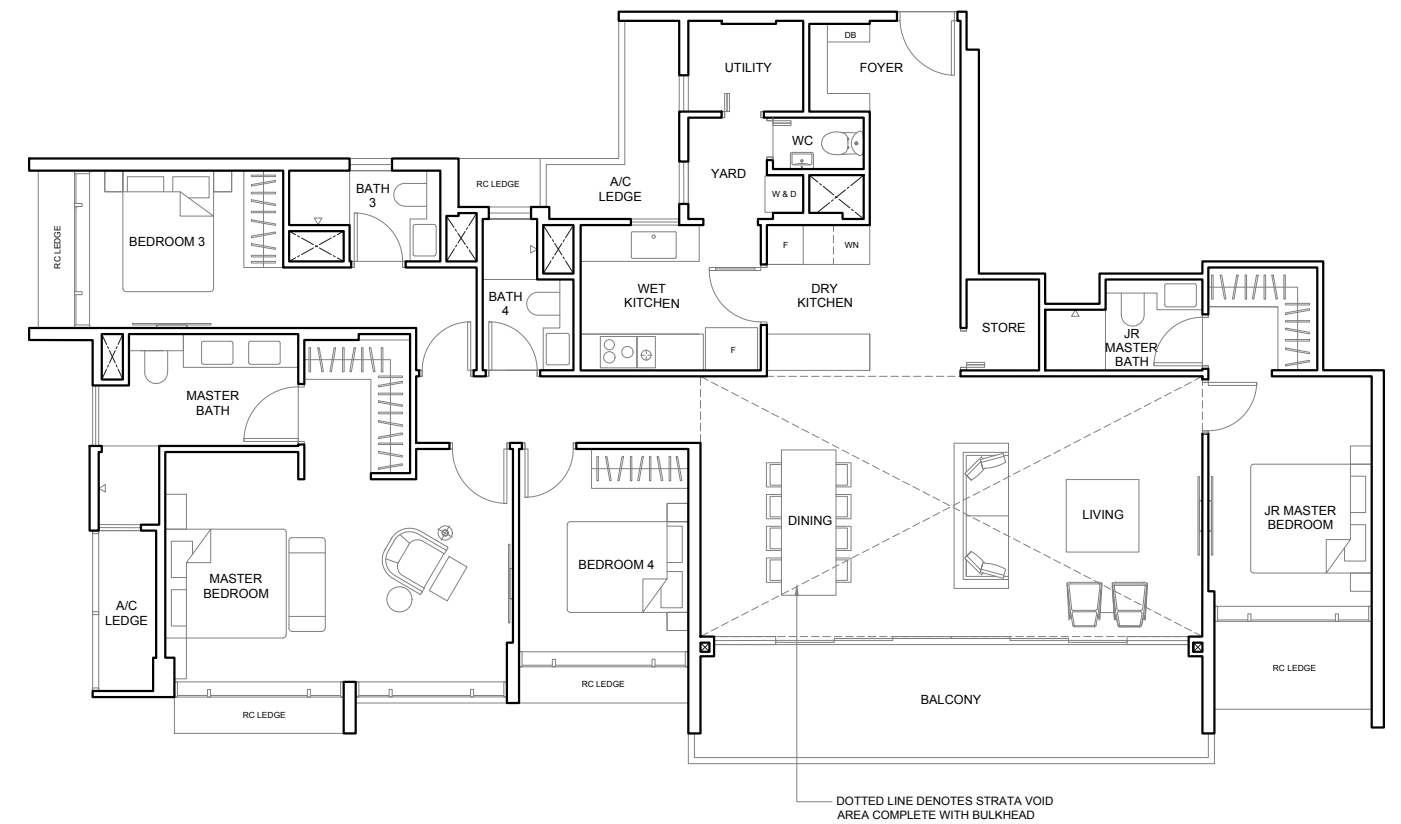 DB
UTILITY
FOYER
WC
YARD
W & D
A/C
LEDGE
RC LEDGE
BATH
3
BEDROOM 3
RC LEDGE
F
WN
WET
KITCHEN
DRY
KITCHEN
BATH
4
F
STORE
JR
MASTER
BATH
MASTER
BATH
DINING
LIVING
JR MASTER
BEDROOM
BEDROOM 4
MASTER
BEDROOM
A/C
LEDGE
RC LEDGE
RC LEDGE
RC LEDGE
BALCONY
DOTTED LINE DENOTES STRATA VOID
AREA COMPLETE WITH BULKHEAD